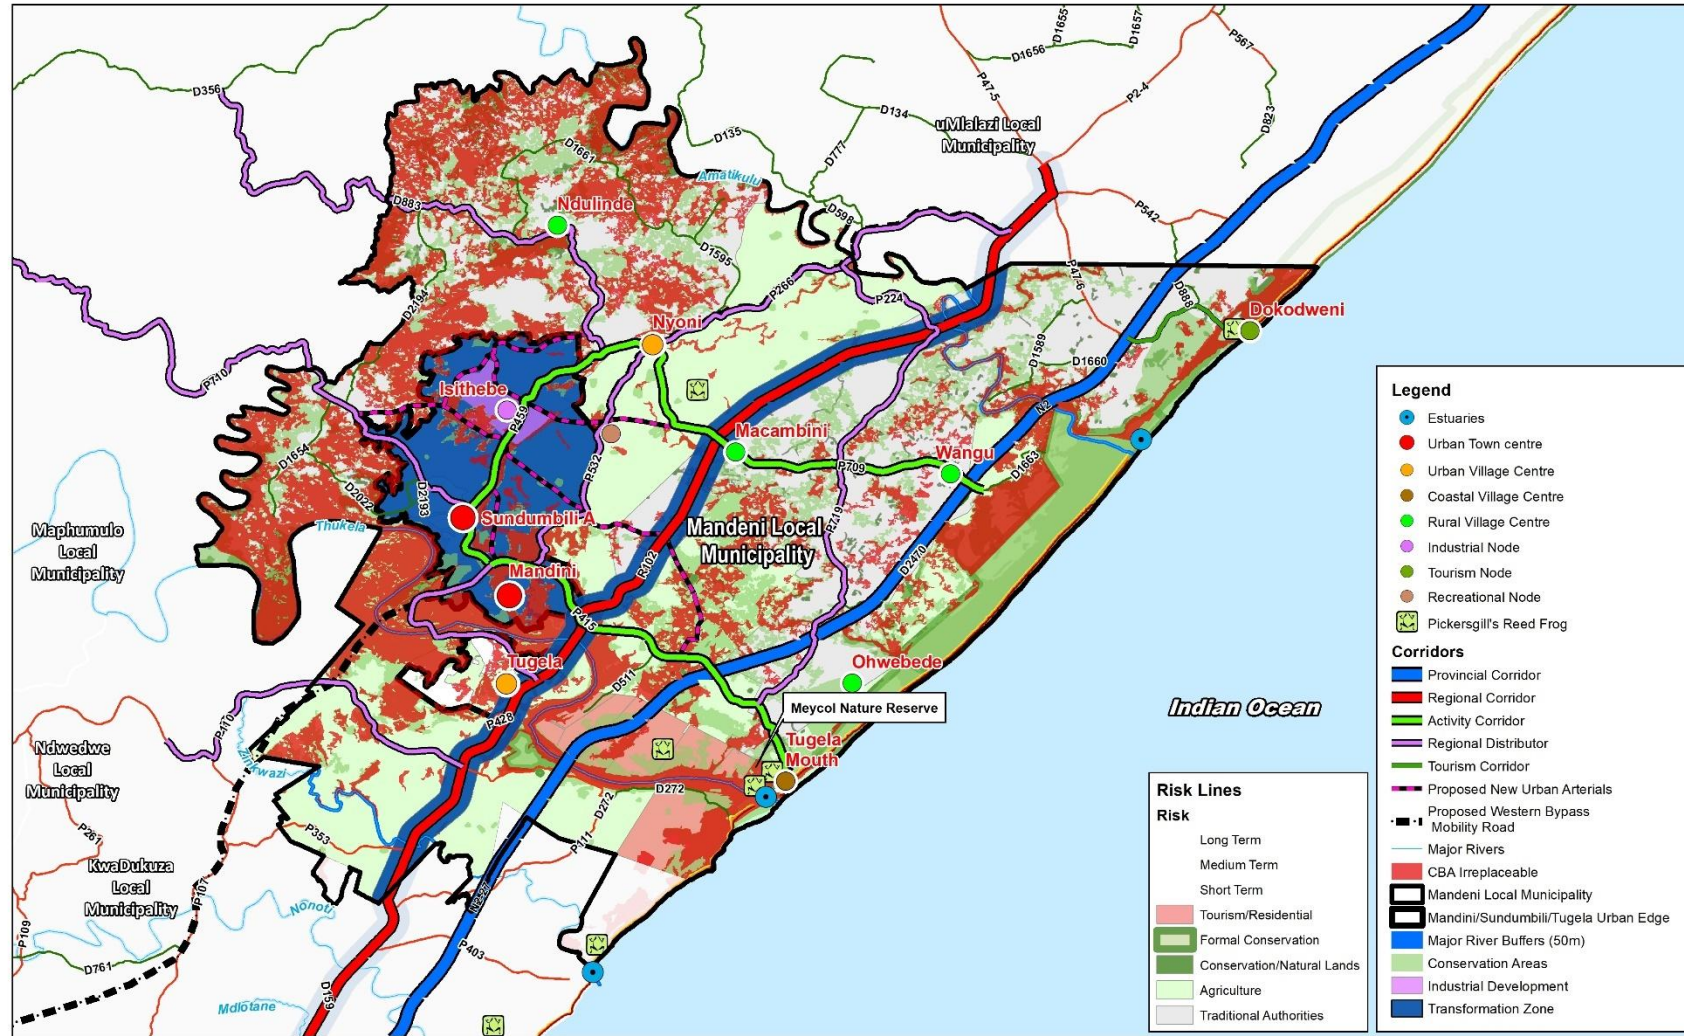 D1655
D1657
P567
D1656
D356
P47-5
P2-4
D134
D823
D135
uMlalazi Local
Municipality
D777
D1661
Amatikulu
D883
Ndulinde
D598
P542
D1595
P266
P47-6
D2194
P224
D888
Dokodweni
Nyoni
D1589
D1660
P710
Isithebe
P459
N2
Macambini
Wangu
P709
D1663
D1654
P532
D2022
D2193
Sundumbili A
Thukela
P719
Maphumulo
Local
Municipality
Mandeni Local
Municipality
R102
D2470
Mandini
P415
Tugela
Ohwebede
D511
Meycol Nature Reserve
Indian Ocean
P428
Tugela
Mouth
Ndwedwe
Local
Municipality
Zinkwazi
D272
D272
P353
P111
P261
KwaDukuza
Local
Municipality
P107
N2-27
Nonoti
P109
P403
D761
D159
Mdlotane
Legend
Estuaries
Urban Town centre
Urban Village Centre
Coastal Village Centre
Rural Village Centre
Industrial Node
Tourism Node
Recreational Node
Pickersgill's Reed Frog
Corridors
Provincial Corridor
Regional Corridor
Activity Corridor
Regional Distributor
Tourism Corridor
Proposed New Urban Arterials
Proposed Western Bypass
Mobility Road
Major Rivers
CBA Irreplaceable
Mandeni Local Municipality
Mandini/Sundumbili/Tugela Urban Edge
Major River Buffers (50m)
Conservation Areas
Industrial Development
Transformation Zone
Risk Lines
Risk
Long Term
Medium Term
Short Term
Tourism/Residential
Formal Conservation
Conservation/Natural Lands
Agriculture
Traditional Authorities